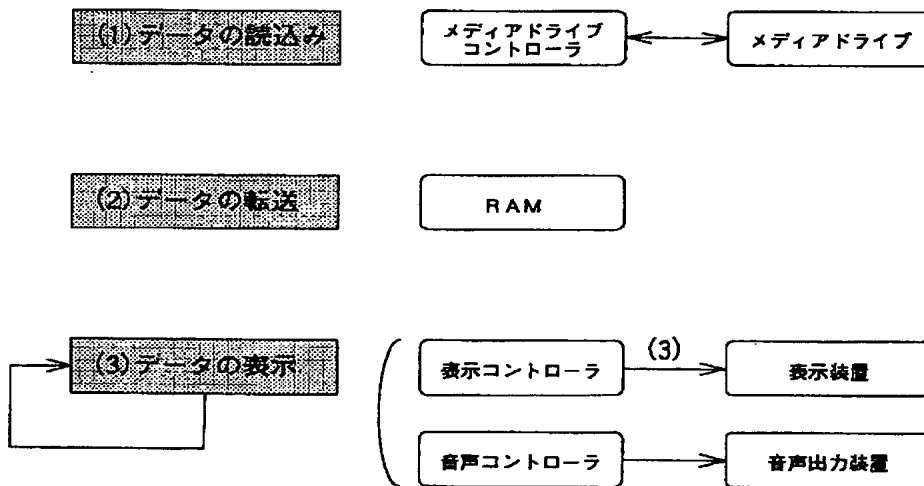 (1)データの読込み
メディアドライブ
コントローラ
メディアドライブ
(2)データの転送
RAM
(3)データの表示
表示コントローラ
(3)
表示装置
音声コントローラ
音声出力装置